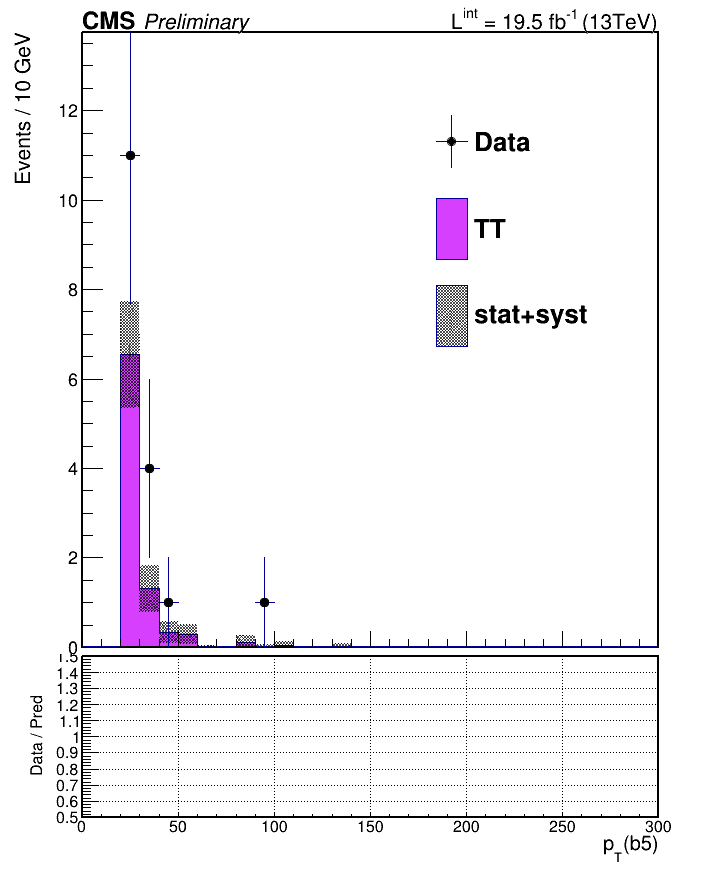 CMS Preliminary L^int = 19.5 fb^-1 (13TeV)
Events / 10 GeV
12
10
8
6
4
2
0
Data
TT
stat+syst
Data / Pred
1.5
1.4
1.3
1.2
1.1
1
0.9
0.8
0.7
0.6
0.5
0 50 100 150 200 250 300
p_T(b5)